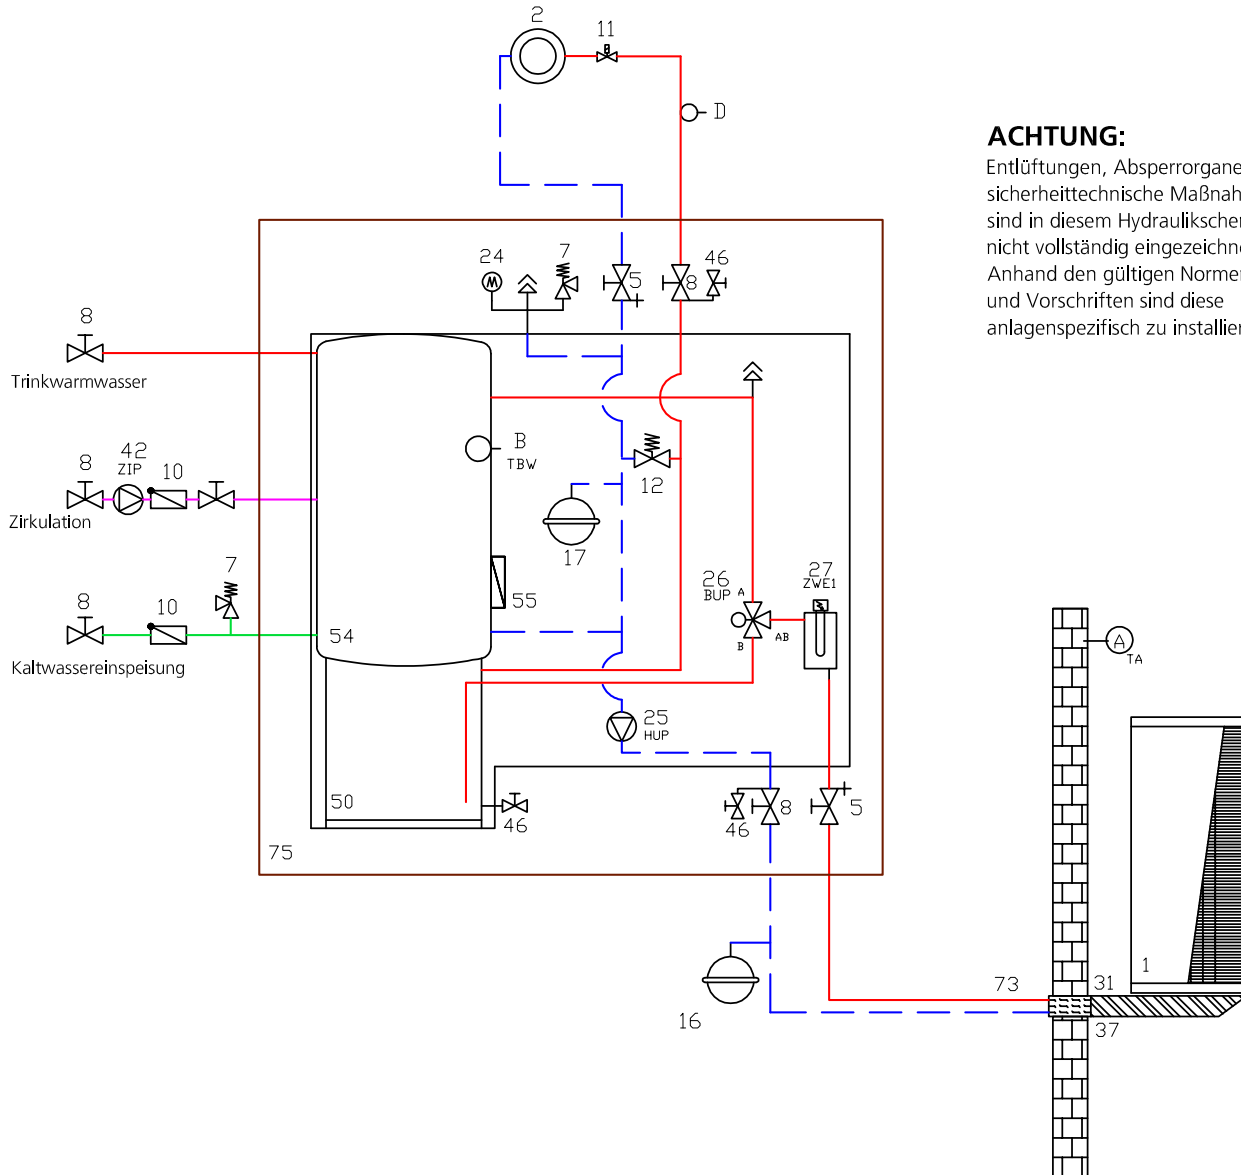 2
11
D
ACHTUNG:
Entlüftungen, Absperrorgane
sicherheittechnische Maßnah
sind in diesem Hydraulikscher
nicht vollständig eingezeichne
Anhand den gültigen Normen
und Vorschriften sind diese
anlagenspezifisch zu installier
24
7
5
8
46
8
Trinkwarmwasser
B
TBW
8
42
ZIP
10
Zirkulation
12
17
7
8
10
Kaltwassereinspeisung
54
55
26
BUP
A
AB
B
27
ZWE1
A
TA
25
HUP
50
46
46
8
5
75
73
31
1
16
37